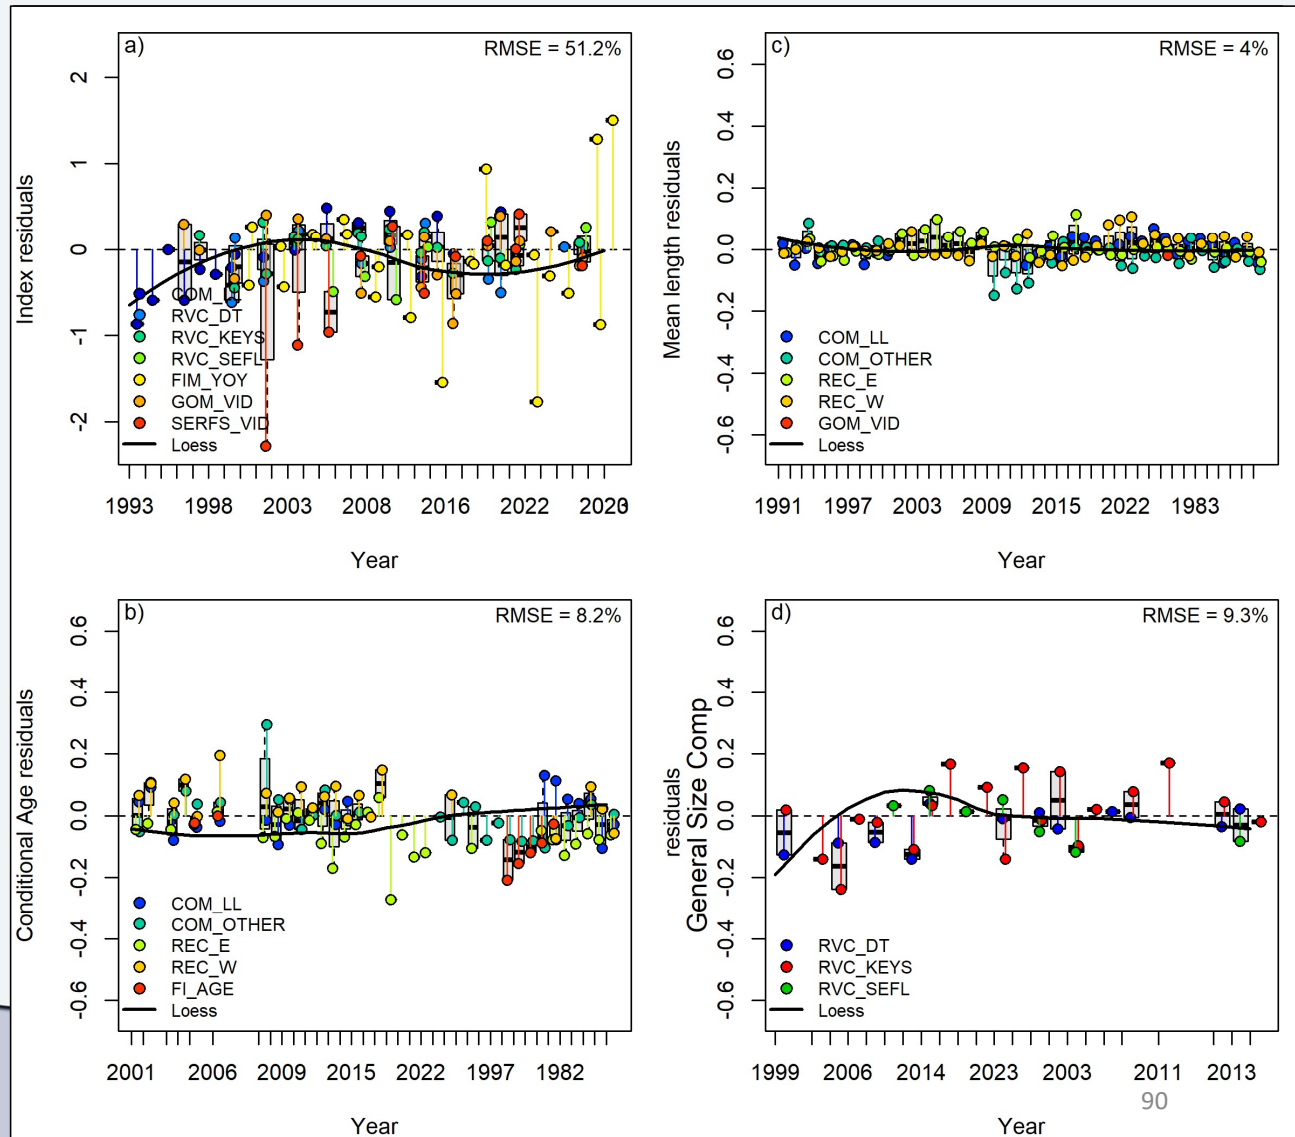 a)
RMSE = 51.2%
Index residuals
2
1
0
-1
-2
COM_
RVC_DT
RVC_KEYS
RVC_SEFL
FIM_YOY
GOM_VID
SERFS_VID
Loess
1993 1998 2003 2008 2016 2022 2020
Year
c)
RMSE = 4%
Mean length residuals
0.6
0.4
0.2
0.0
-0.2
-0.4
-0.6
COM_LL
COM_OTHER
REC_E
REC_W
GOM_VID
Loess
1991 1997 2003 2009 2015 2022 1983
Year
b)
RMSE = 8.2%
Conditional Age residuals
0.6
0.4
0.2
0.0
-0.2
-0.4
-0.6
COM_LL
COM_OTHER
REC_E
REC_W
FI_AGE
Loess
2001 2006 2009 2015 2022 1997 1982
Year
d)
RMSE = 9.3%
residuals
General Size Comp
0.6
0.4
0.2
0.0
-0.2
-0.4
-0.6
RVC_DT
RVC_KEYS
RVC_SEFL
Loess
1999 2006 2014 2023 2003 2011 2013
Year
90